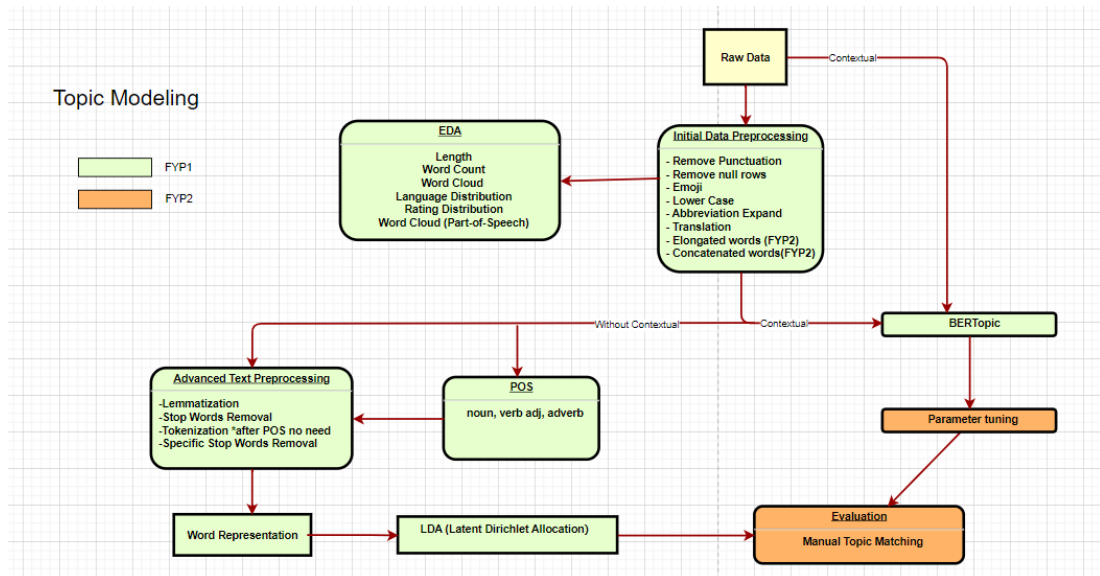 Topic Modeling
FYP1
FYP2
Raw Data
Contextual
Initial Data Preprocessing
- Remove Punctuation
- Remove null rows
- Emoji
- Lower Case
- Abbreviation Expand
- Translation
- Elongated words (FYP2)
- Concatenated words(FYP2)
EDA
Length
Word Count
Word Cloud
Language Distribution
Rating Distribution
Word Cloud (Part-of-Speech)
Without Contextual
Contextual
BERTopic
Advanced Text Preprocessing
-Lemmatization
-Stop Words Removal
-Tokenization *after POS no need
-Specific Stop Words Removal
POS
noun, verb adj, adverb
Parameter tuning
Word Representation
LDA (Latent Dirichlet Allocation)
Evaluation
Manual Topic Matching